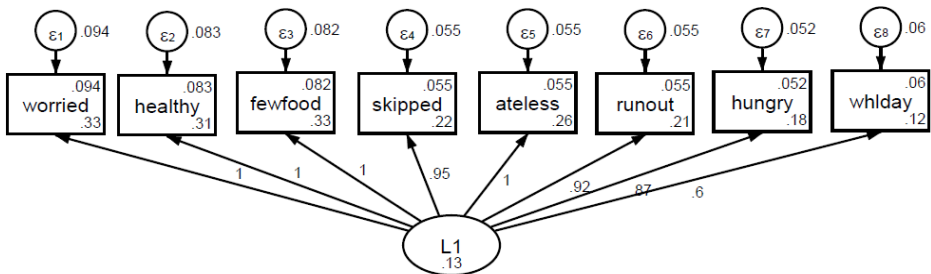 ε1 .094 ε2 .083 ε3 .082 ε4 .055 ε5 .055 ε6 .055 ε7 .052 ε8 .06
.094 .083 .082 .055 .055 .055 .052 .06
worried healthy fewfood skipped ateless runout hungry whlday
.33 .31 .33 .22 .26 .21 .18 .12
1 1 1 .95 1 .92 .87 .6
L1
.13